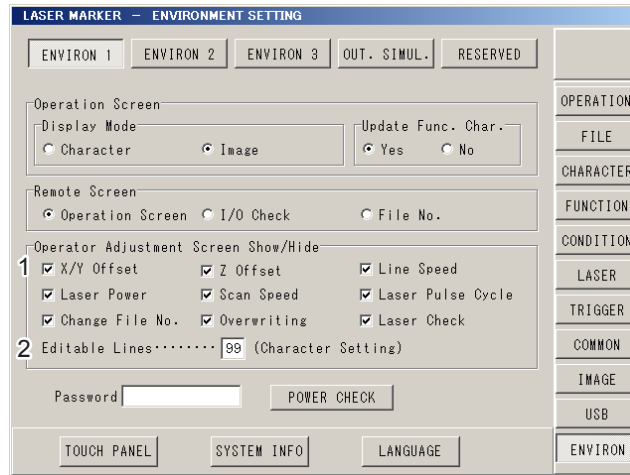 LASER MARKER — ENVIRONMENT SETTING
ENVIRON 1 ENVIRON 2 ENVIRON 3 OUT. SIMUL. RESERVED
Operation Screen
Display Mode
Character Image
Update Func. Char.
Yes No
Remote Screen
Operation Screen I/O Check File No.
Operator Adjustment Screen Show/Hide
1 X/Y Offset Z Offset Line Speed
Laser Power Scan Speed Laser Pulse Cycle
Change File No. Overwriting Laser Check
2 Editable Lines········ 99 (Character Setting)
Password POWER CHECK
TOUCH PANEL SYSTEM INFO LANGUAGE
OPERATION
FILE
CHARACTER
FUNCTION
CONDITION
LASER
TRIGGER
COMMON
IMAGE
USB
ENVIRON